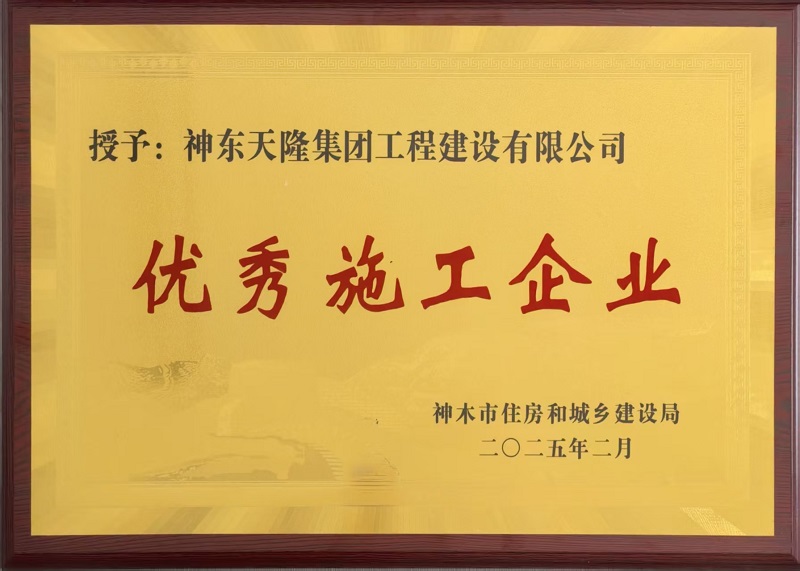 授予：神东天隆集团工程建设有限公司
优秀施工企业
神木市住房和城乡建设局
二〇二五年二月